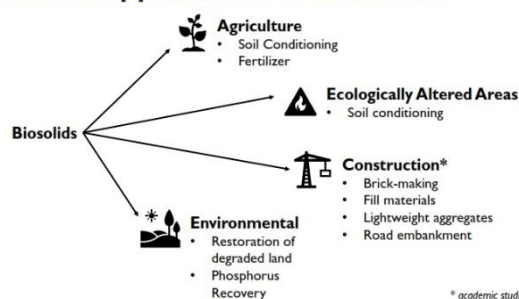 Agriculture
• Soil Conditioning
• Fertilizer
Ecologically Altered Areas
• Soil conditioning
Biosolids
Construction*
• Brick-making
• Fill materials
• Lightweight aggregates
• Road embankment
Environmental
• Restoration of
degraded land
• Phosphorus
Recovery
* academic